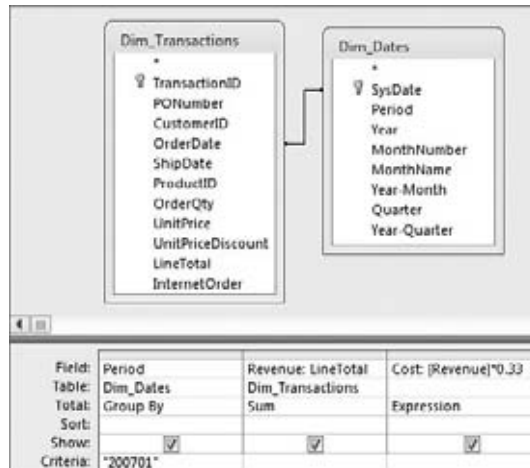 Dim_Transactions
*
TransactionID
PONumber
CustomerID
OrderDate
ShipDate
ProductID
OrderQty
UnitPrice
UnitPriceDiscount
LineTotal
InternetOrder
Dim_Dates
*
SysDate
Period
Year
MonthNumber
MonthName
Year-Month
Quarter
Year-Quarter
Field: Period Revenue: LineTotal Cost: [Revenue]*0.33
Table: Dim_Dates Dim_Transactions
Total: Group By Sum Expression
Sort:
Show:
Criteria: "200701"